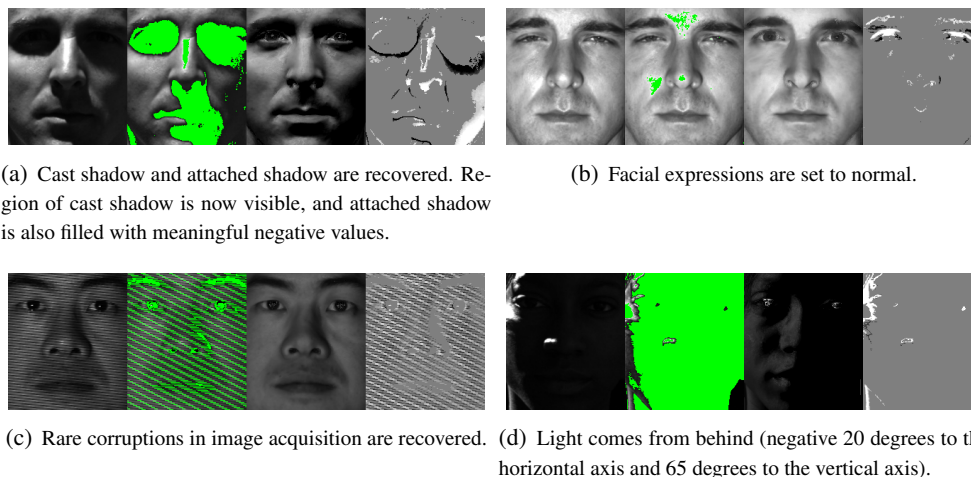 (a) Cast shadow and attached shadow are recovered. Re-
gion of cast shadow is now visible, and attached shadow
is also filled with meaningful negative values.
(b) Facial expressions are set to normal.
(c) Rare corruptions in image acquisition are recovered.
(d) Light comes from behind (negative 20 degrees to the
horizontal axis and 65 degrees to the vertical axis).